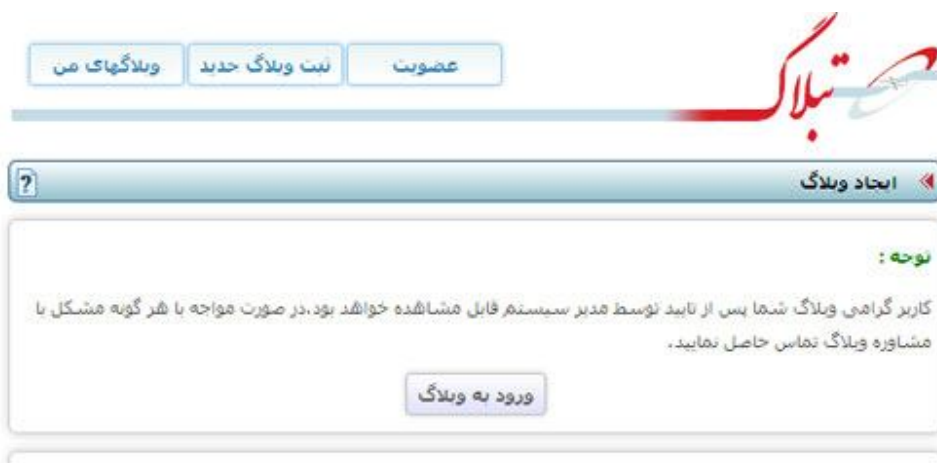 عضویت
ثبت وبلاگ جدید
وبلاگهای من
تبلاگ
ایجاد وبلاگ
?
توجه :
کاربر گرامی وبلاگ شما پس از تایید توسط مدیر سیستم قابل مشاهده خواهد بود.در صورت مواجه با هر گونه مشکل با
مشاوره وبلاگ تماس حاصل نمایید.
ورود به وبلاگ